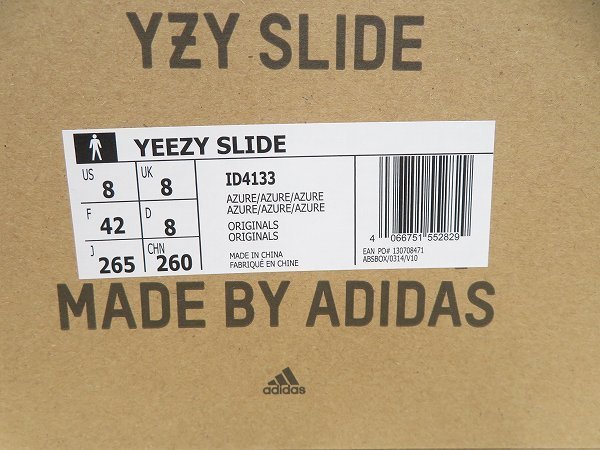 YZY SLIDE
YEEZY SLIDE
US 8 UK 8
F 42 D 8
J 265 CHN 260
ID4133
AZURE/AZURE/AZURE
AZURE/AZURE/AZURE
ORIGINALS
ORIGINALS
MADE IN CHINA
FABRIQUÉ EN CHINE
4 066751 552829
EAN PO# 130708471
ABSBOX/0314/V10
MADE BY ADIDAS
adidas